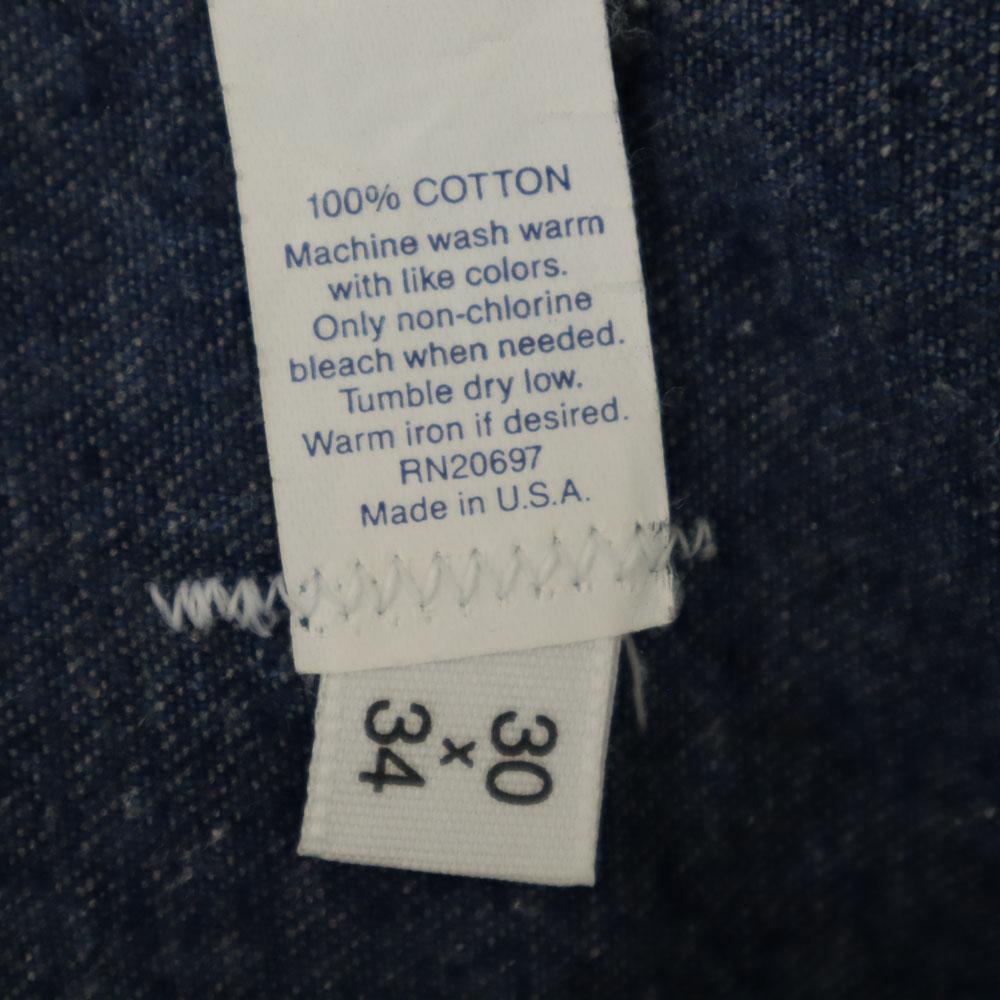 100% COTTON
Machine wash warm
with like colors.
Only non-chlorine
bleach when needed.
Tumble dry low.
Warm iron if desired.
RN20697
Made in U.S.A.
30
x
34